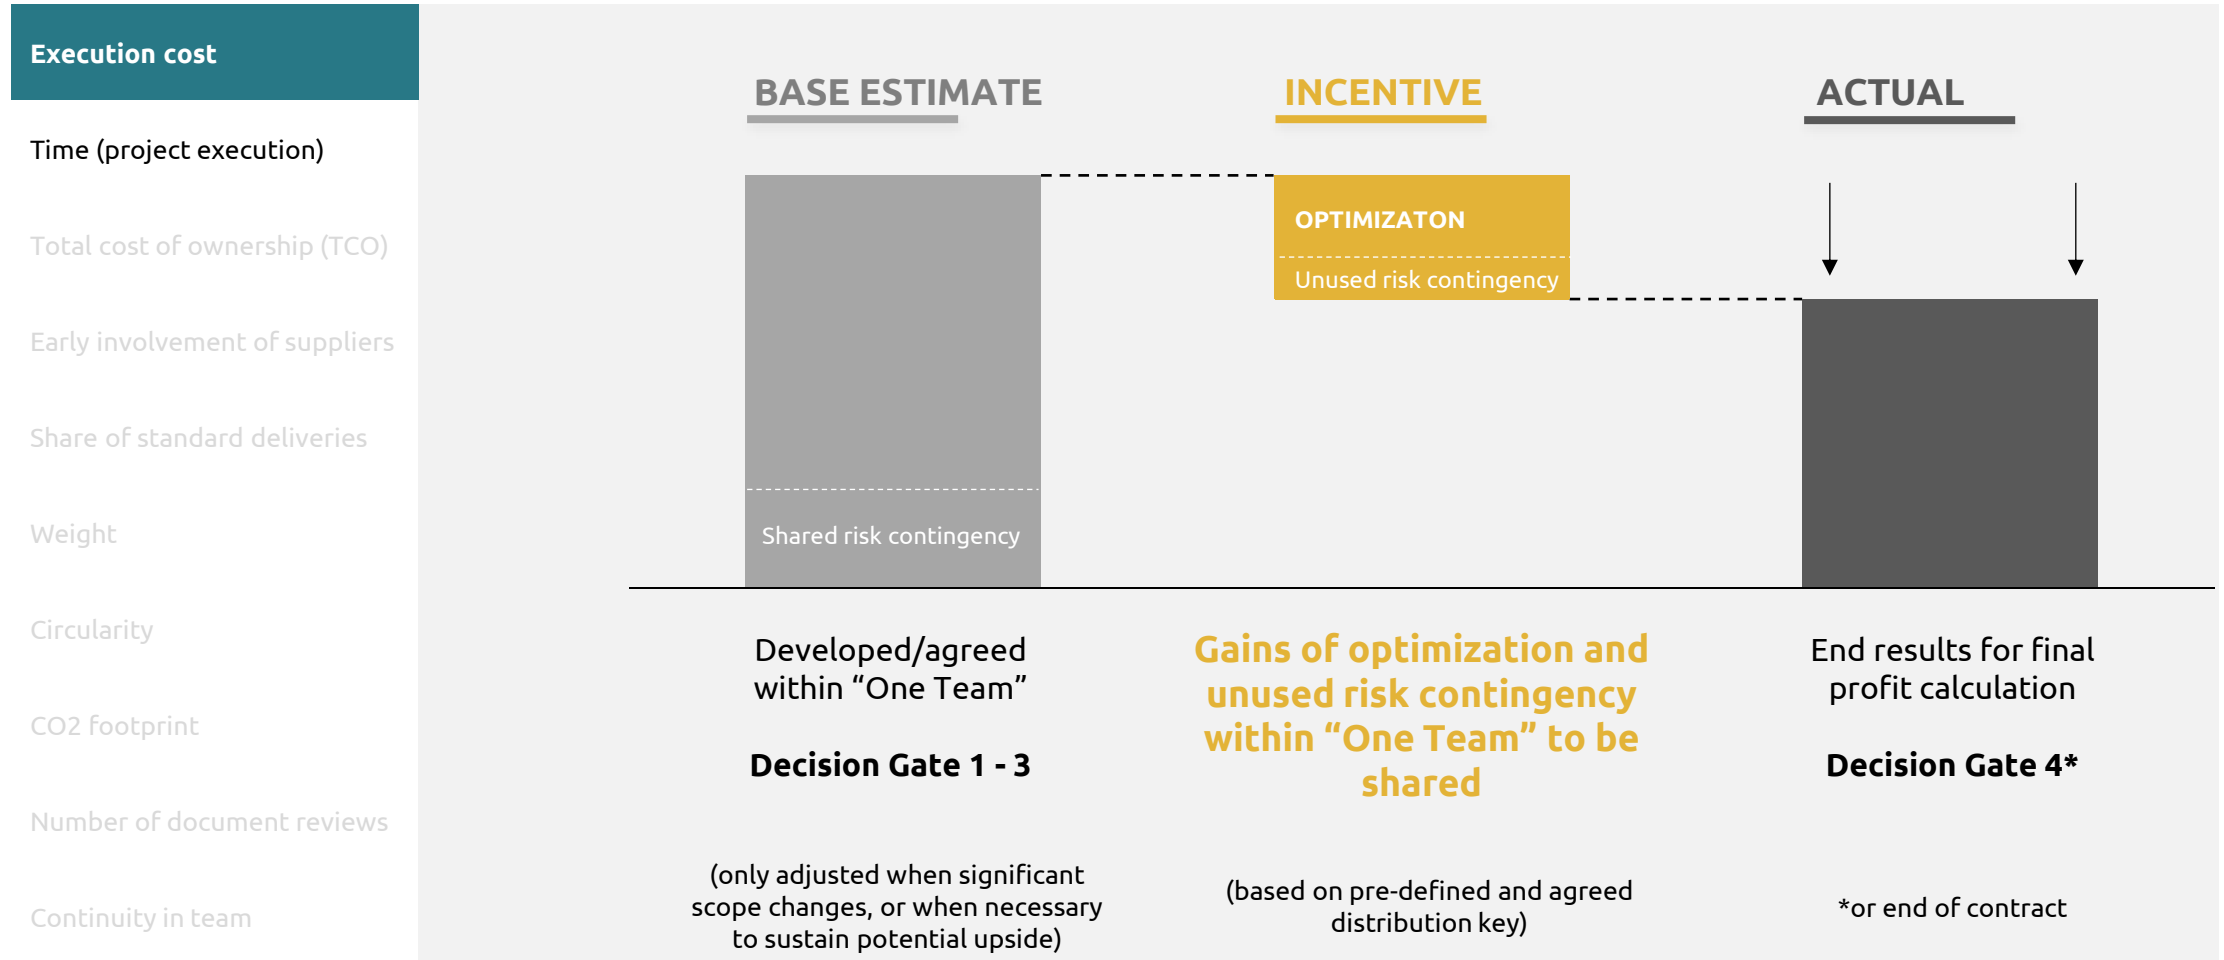 Execution cost
Time (project execution)
Total cost of ownership (TCO)
Early involvement of suppliers
Share of standard deliveries
Weight
Circularity
CO2 footprint
Number of document reviews
Continuity in team
BASE ESTIMATE
Shared risk contingency
Developed/agreed
within “One Team”
Decision Gate 1 - 3
(only adjusted when significant
scope changes, or when necessary
to sustain potential upside)
INCENTIVE
OPTIMIZATON
Unused risk contingency
Gains of optimization and
unused risk contingency
within “One Team” to be
shared
(based on pre-defined and agreed
distribution key)
ACTUAL
End results for final
profit calculation
Decision Gate 4*
*or end of contract